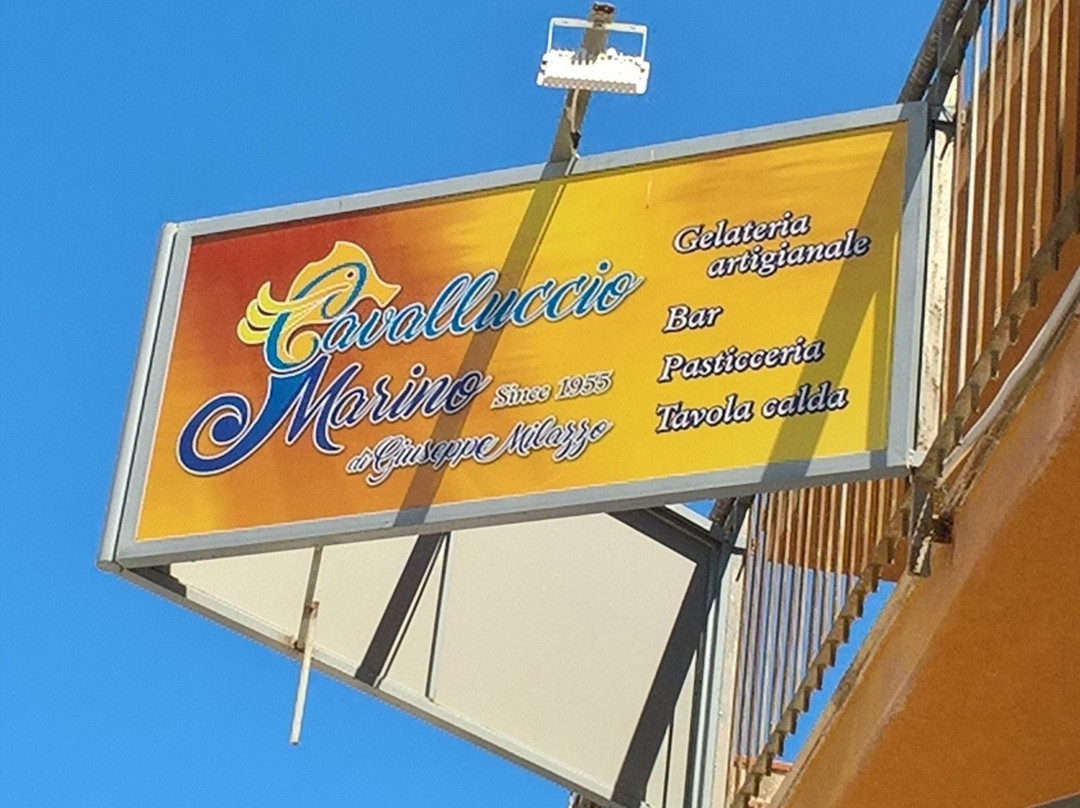 Cavalluccio
Marino Since 1955
di Giuseppe Milazzo
Gelateria
artigianale
Bar
Pasticceria
Tavola calda